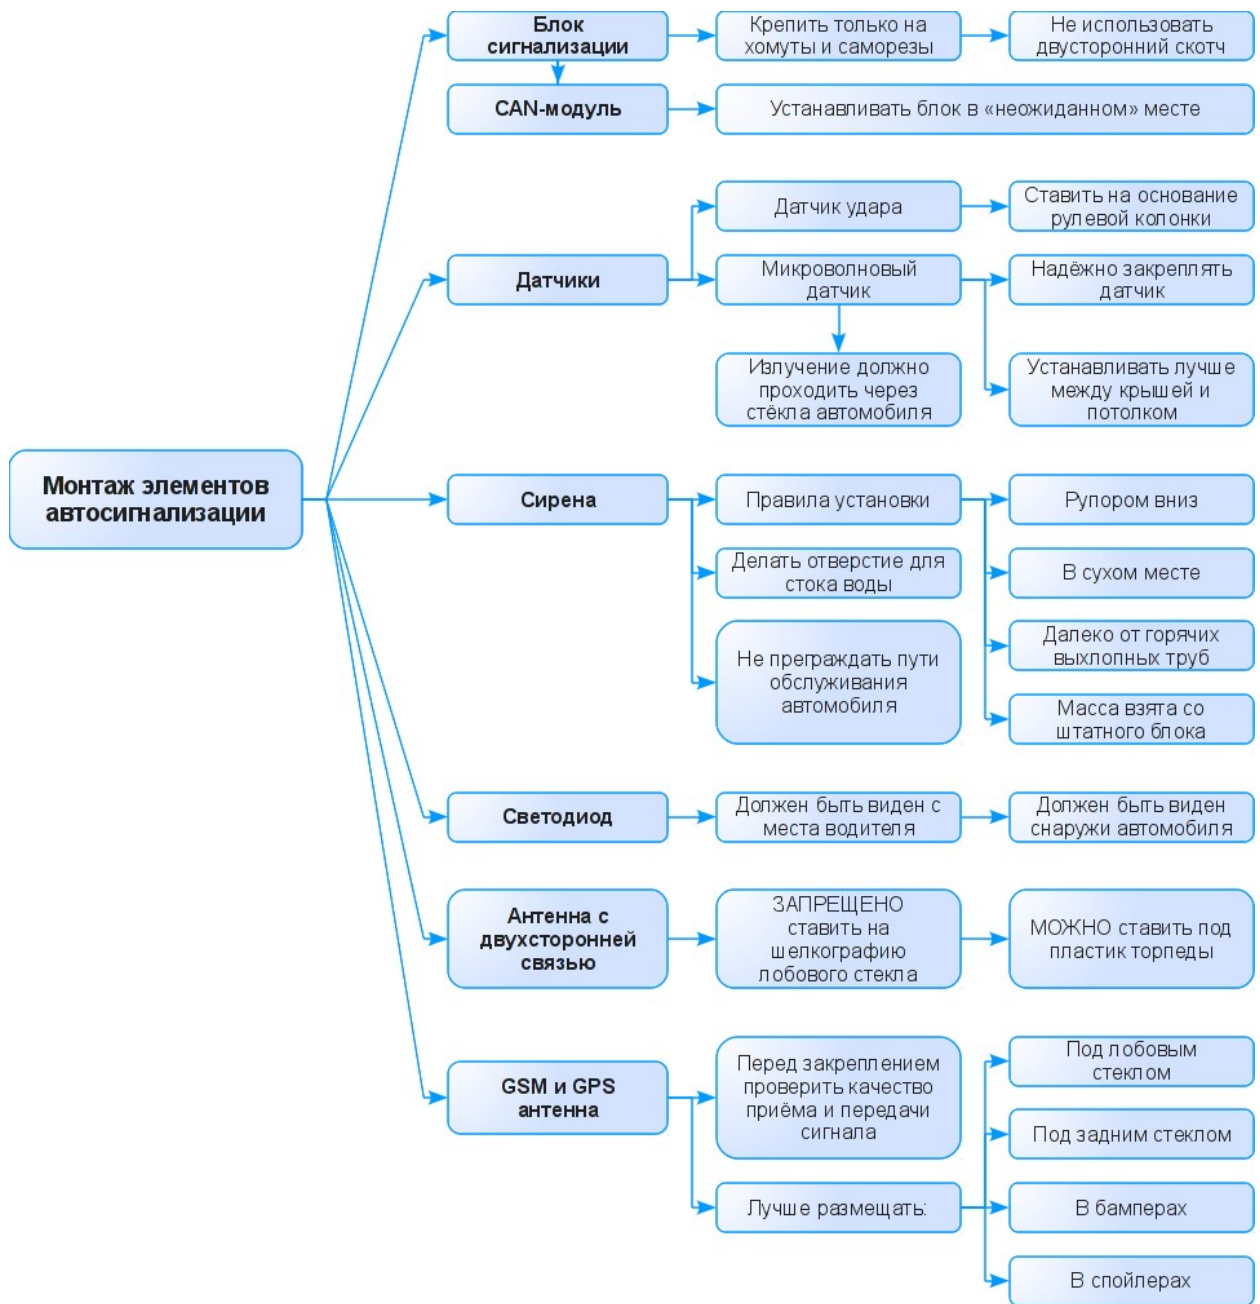 Блок
сигнализации
Крепить только на
хомуты и саморезы
Не использовать
двусторонний скотч
CAN-модуль
Устанавливать блок в «неожиданном» месте
Датчик удара
Ставить на основание
рулевой колонки
Датчики
Микроволновый
датчик
Надёжно закреплять
датчик
Излучение должно
проходить через
стёкла автомобиля
Устанавливать лучше
между крышей и
потолком
Монтаж элементов
автосигнализации
Сирена
Правила установки
Рупором вниз
Делать отверстие для
стока воды
В сухом месте
Не преграждать пути
обслуживания
автомобиля
Далеко от горячих
выхлопных труб
Масса взята со
штатного блока
Светодиод
Должен быть виден с
места водителя
Должен быть виден
снаружи автомобиля
Антенна с
двухсторонней
связью
ЗАПРЕЩЕНО
ставить на
шелкографию
лобового стекла
МОЖНО ставить под
пластик торпеды
GSM и GPS
антенна
Перед закреплением
проверить качество
приёма и передачи
сигнала
Лучше размещать:
Под лобовым
стеклом
Под задним стеклом
В бамперах
В спойлерах